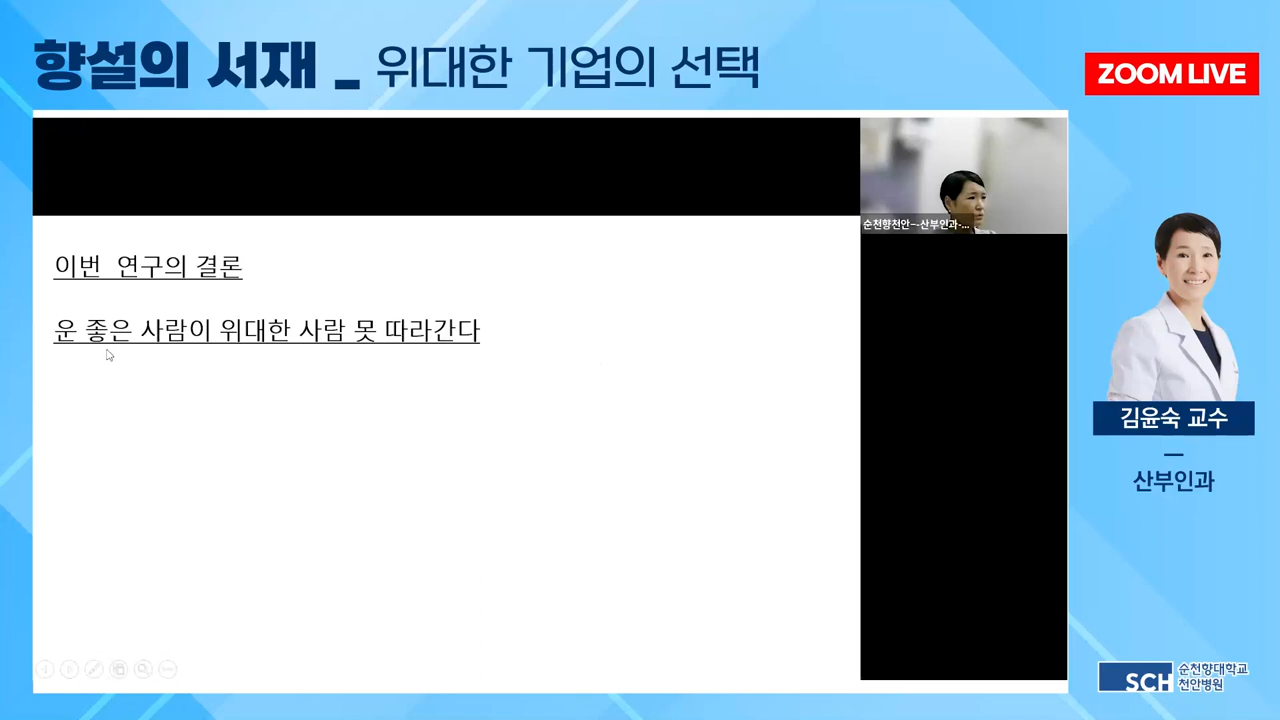 향설의 서재 _ 위대한 기업의 선택
ZOOM LIVE
순천향천안--산부인과-...
이번 연구의 결론
운 좋은 사람이 위대한 사람 못 따라간다
김윤숙 교수
산부인과
SCH 순천향대학교
천안병원